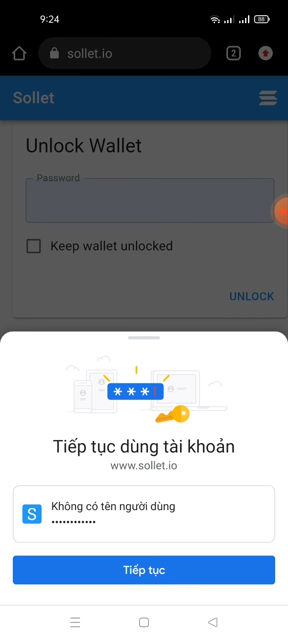 9:24
88
sollet.io
2
Sollet
Unlock Wallet
Password
Keep wallet unlocked
UNLOCK
***
Tiếp tục dùng tài khoản
www.sollet.io
S
Không có tên người dùng
••••••••••••
Tiếp tục